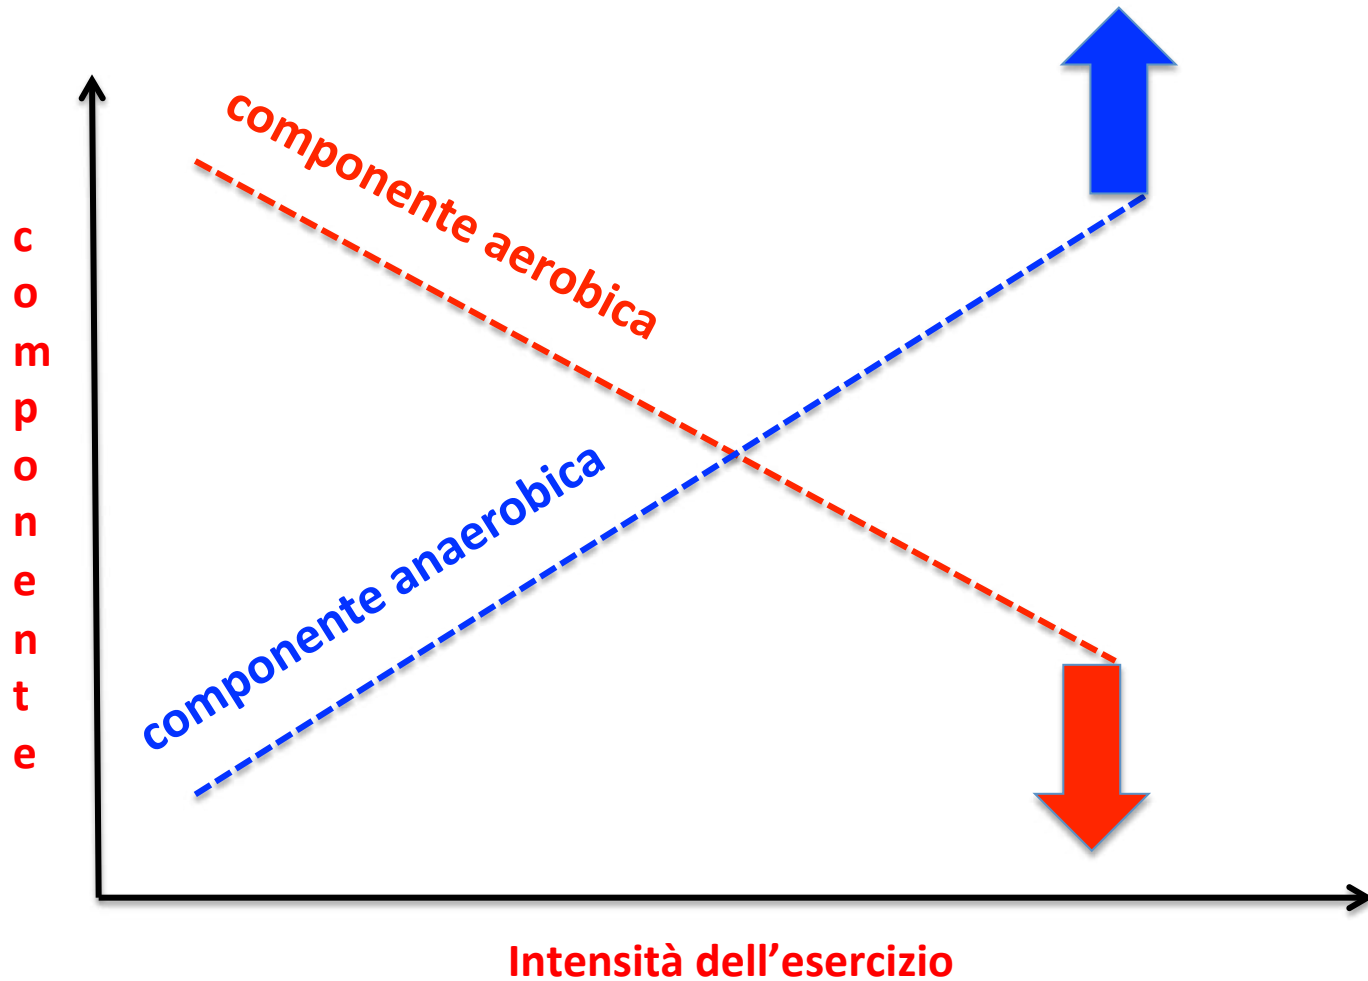 componente
componente aerobica
componente anaerobica
Intensità dell’esercizio